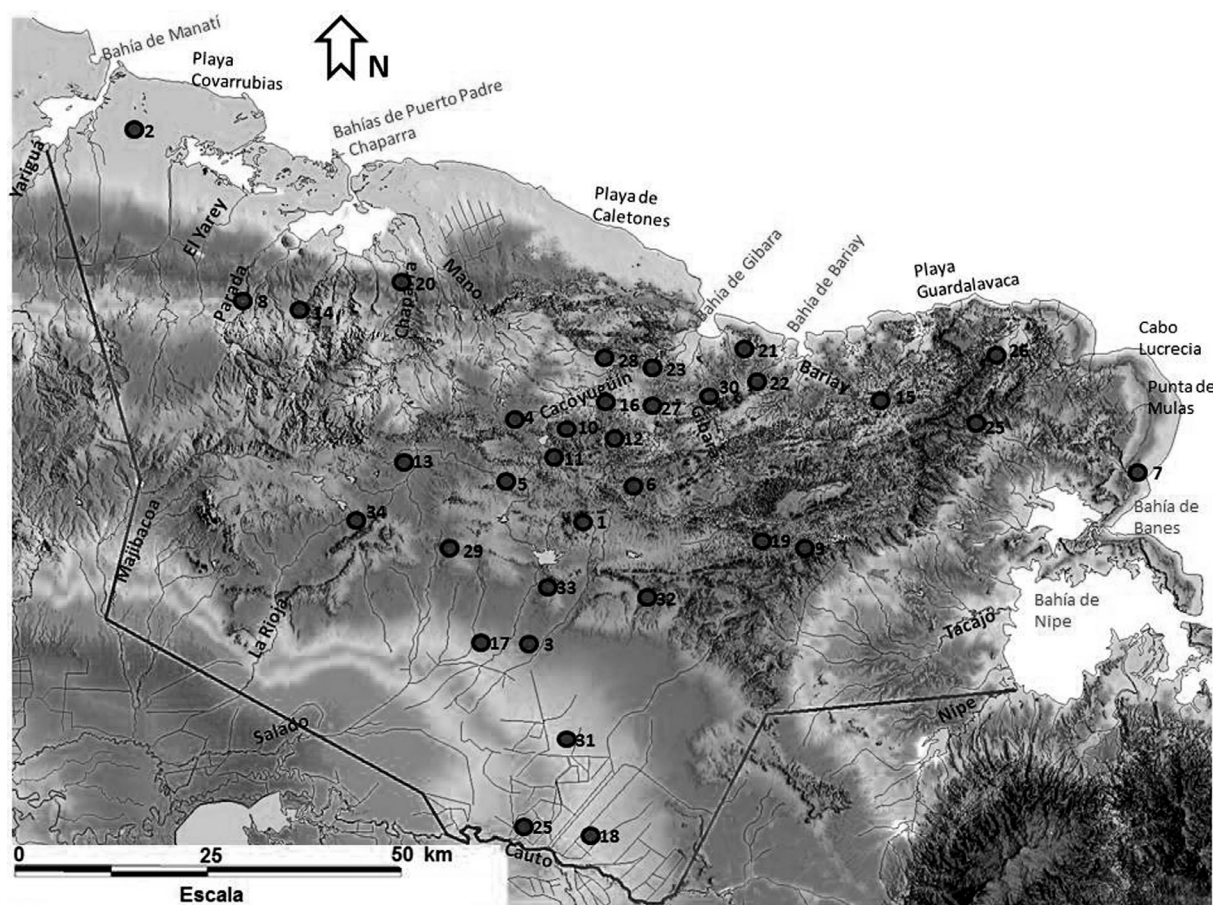 Bahía de Manatí
Playa
Covarrubias
N
Bahías de Puerto Padre
Chaparra
2
Yariguá
El Yarey
Playa de
Caletones
Bahía de Gibara
Bahía de Bariay
Playa
Guardalavaca
Parada
8
14
20
Chaparra
Mano
Cabo
Lucrecia
21
28
23
22
26
Bariay
Punta de
Mulas
30
15
16
27
Cacoyugüín
Gibara
4
10
12
25
13
11
7
5
6
Bahía de
Banes
34
1
Majibacoa
29
19
9
33
32
Bahía de
Nipe
La Rioja
Tacajo
17
3
Nipe
Salado
31
25
18
Cauto
0
25
50
km
Escala